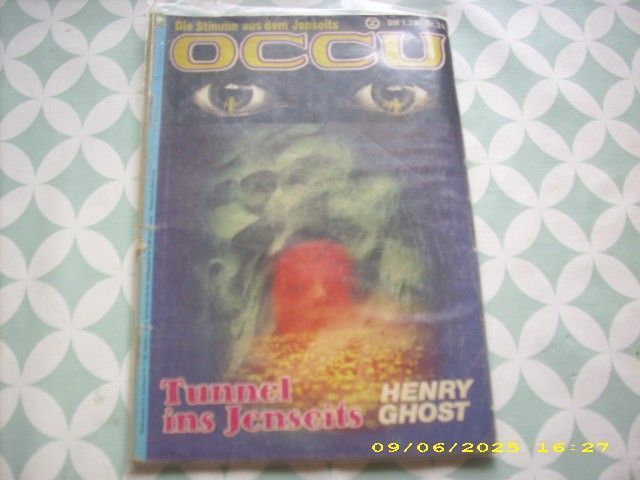 Die Stimme aus dem Jenseits
OCCU
Tunnel
ins Jenseits
HENRY
GHOST
09/06/2025 16:27